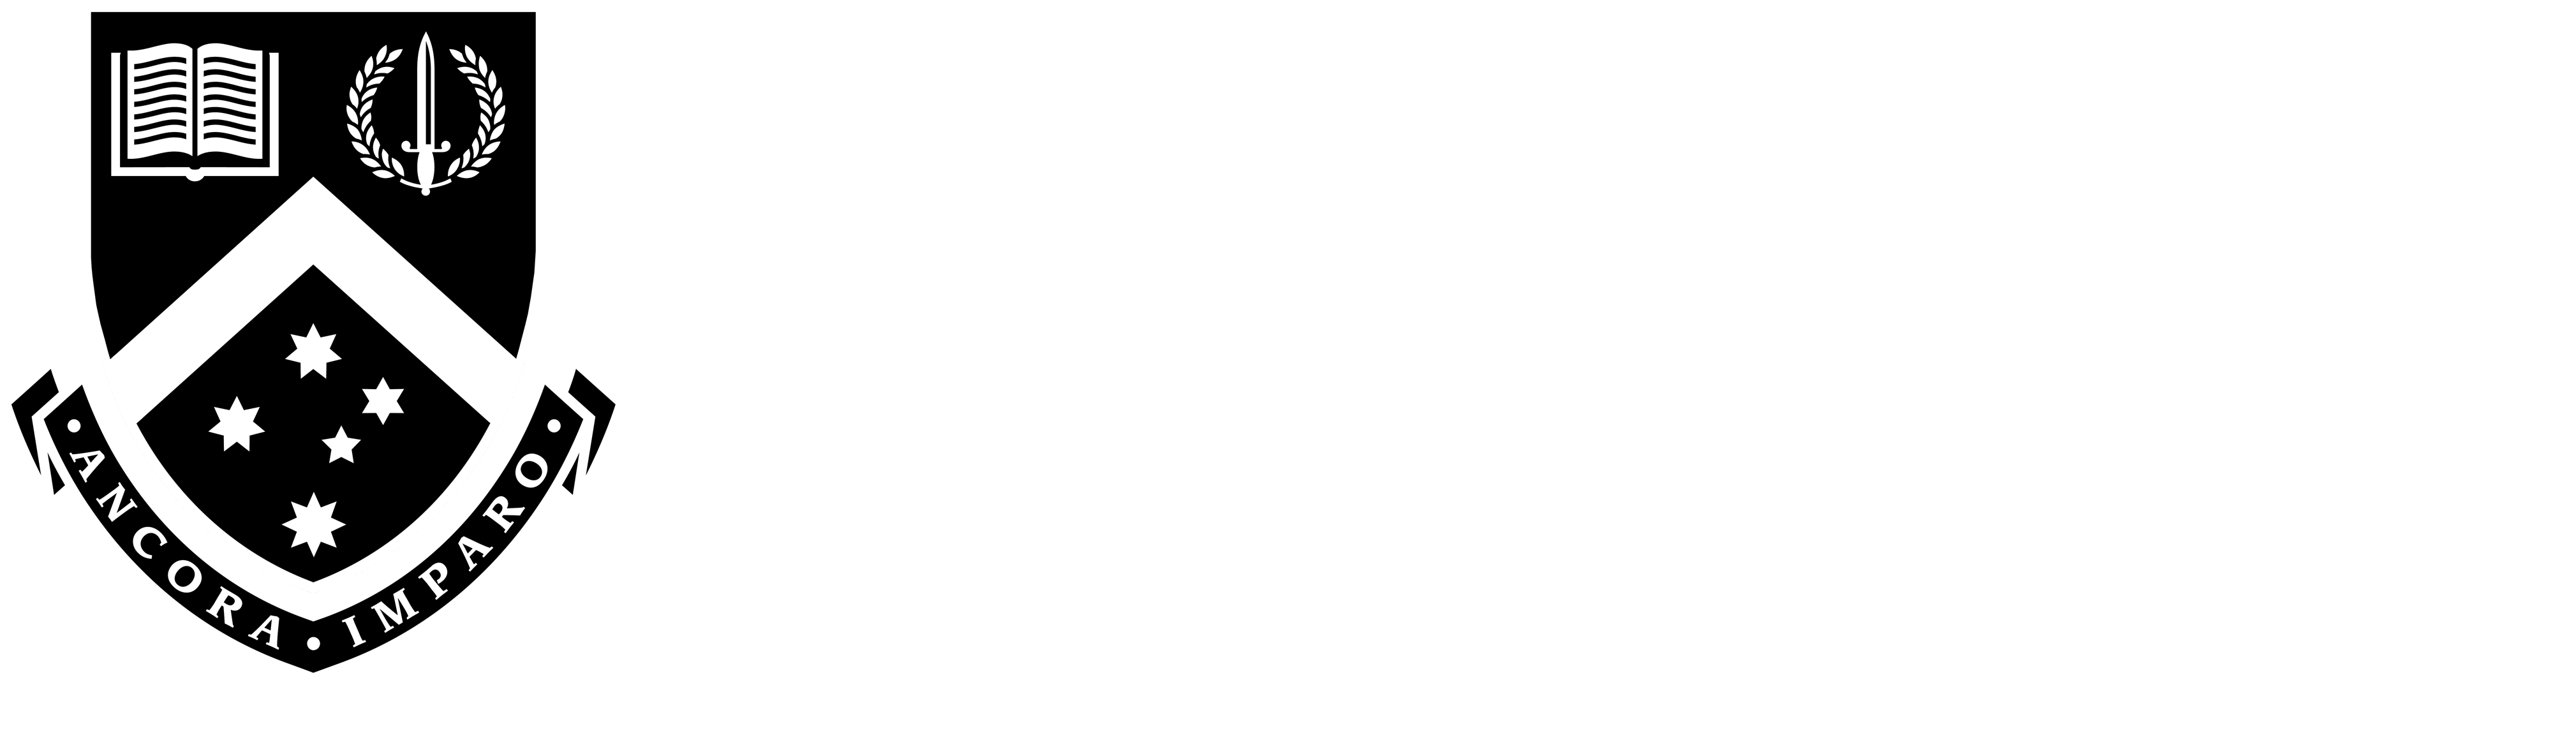 · ANCORA · IMPARO ·